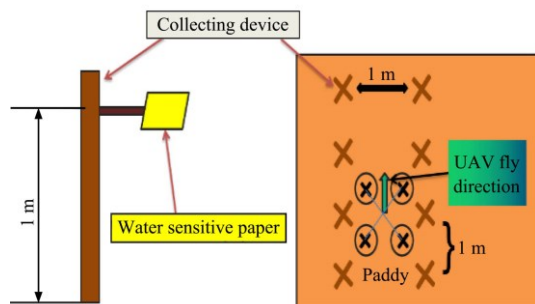 Collecting device
1 m
1 m
UAV fly
direction
Water sensitive paper
1 m
Paddy